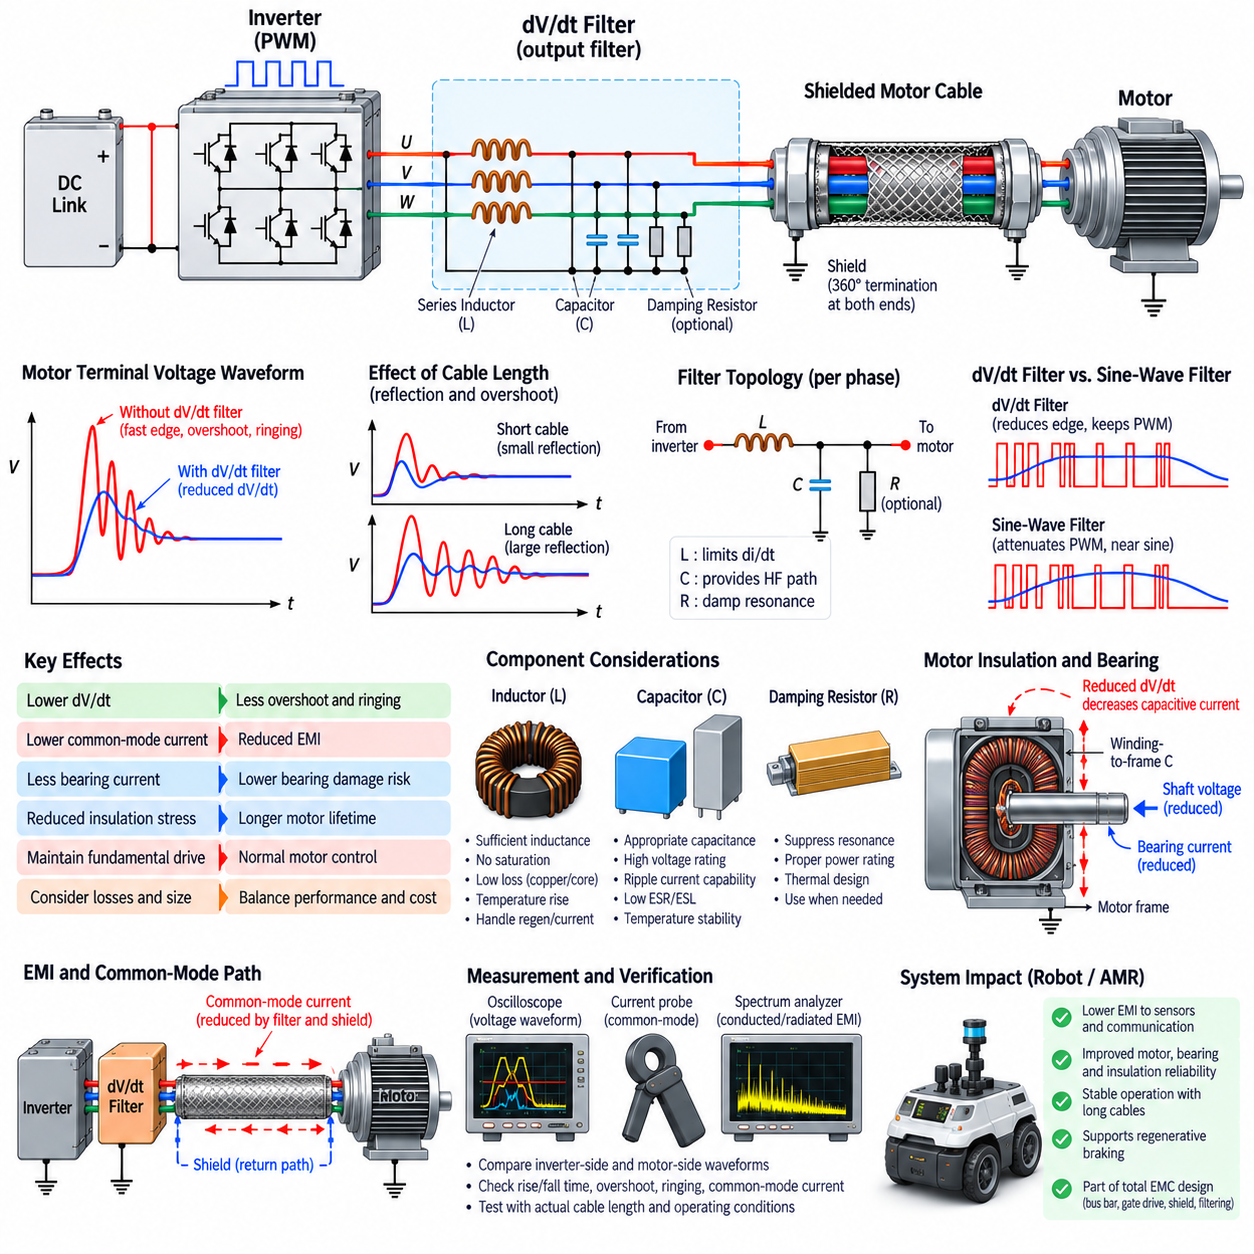 Inverter
(PWM)
dV/dt Filter
(output filter)
Shielded Motor Cable
Motor
DC
Link
+
−
U
V
W
Series Inductor
(L)
Capacitor
(C)
Damping Resistor
(optional)
Shield
(360° termination
at both ends)
Motor Terminal Voltage Waveform
V
Without dV/dt filter
(fast edge, overshoot, ringing)
With dV/dt filter
(reduced dV/dt)
t
Effect of Cable Length
(reflection and overshoot)
V
Short cable
(small reflection)
t
V
Long cable
(large reflection)
t
Filter Topology (per phase)
From
inverter
L
To
motor
C
R
(optional)
L : limits di/dt
C : provides HF path
R : damp resonance
dV/dt Filter vs. Sine-Wave Filter
dV/dt Filter
(reduces edge, keeps PWM)
Sine-Wave Filter
(attenuates PWM, near sine)
Key Effects
Lower dV/dt
Less overshoot and ringing
Lower common-mode current
Reduced EMI
Less bearing current
Lower bearing damage risk
Reduced insulation stress
Longer motor lifetime
Maintain fundamental drive
Normal motor control
Consider losses and size
Balance performance and cost
Component Considerations
Inductor (L)
• Sufficient inductance
• No saturation
• Low loss (copper/core)
• Temperature rise
• Handle regen/current
Capacitor (C)
• Appropriate capacitance
• High voltage rating
• Ripple current capability
• Low ESR/ESL
• Temperature stability
Damping Resistor (R)
• Suppress resonance
• Proper power rating
• Thermal design
• Use when needed
Motor Insulation and Bearing
Reduced dV/dt
decreases capacitive current
Winding-
to-frame C
Shaft voltage
(reduced)
Bearing current
(reduced)
Motor frame
EMI and Common-Mode Path
Common-mode current
(reduced by filter and shield)
Inverter
dV/dt
Filter
Motor
Shield (return path)
Measurement and Verification
Oscilloscope
(voltage waveform)
Current probe
(common-mode)
Spectrum analyzer
(conducted/radiated EMI)
• Compare inverter-side and motor-side waveforms
• Check rise/fall time, overshoot, ringing, common-mode current
• Test with actual cable length and operating conditions
System Impact (Robot / AMR)
Lower EMI to sensors
and communication
Improved motor, bearing
and insulation reliability
Stable operation with
long cables
Supports regenerative
braking
Part of total EMC design
(bus bar, gate drive, shield, filtering)